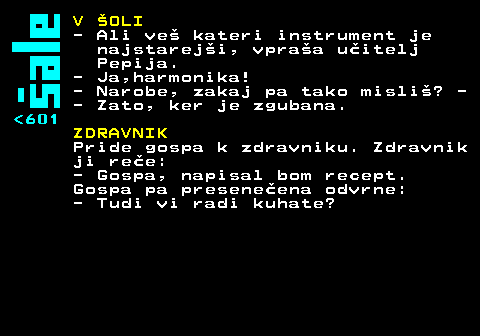 šale
<601
V ŠOLI
- Ali veš kateri instrument je
najstarejši, vpraša učitelj
Pepija.
- Ja,harmonika!
- Narobe, zakaj pa tako misliš? -
- Zato, ker je zgubana.
ZDRAVNIK
Pride gospa k zdravniku. Zdravnik
ji reče:
- Gospa, napisal bom recept.
Gospa pa presenečena odvrne:
- Tudi vi radi kuhate?